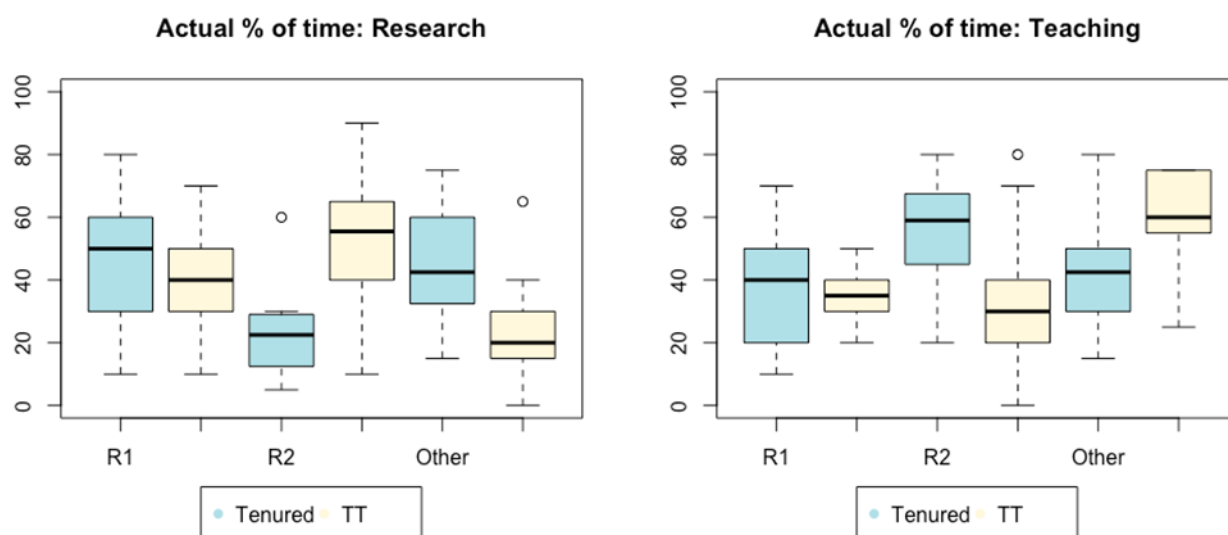 Actual % of time: Research
100
80
60
40
20
0
R1 R2 Other
Tenured TT
Actual % of time: Teaching
100
80
60
40
20
0
R1 R2 Other
Tenured TT